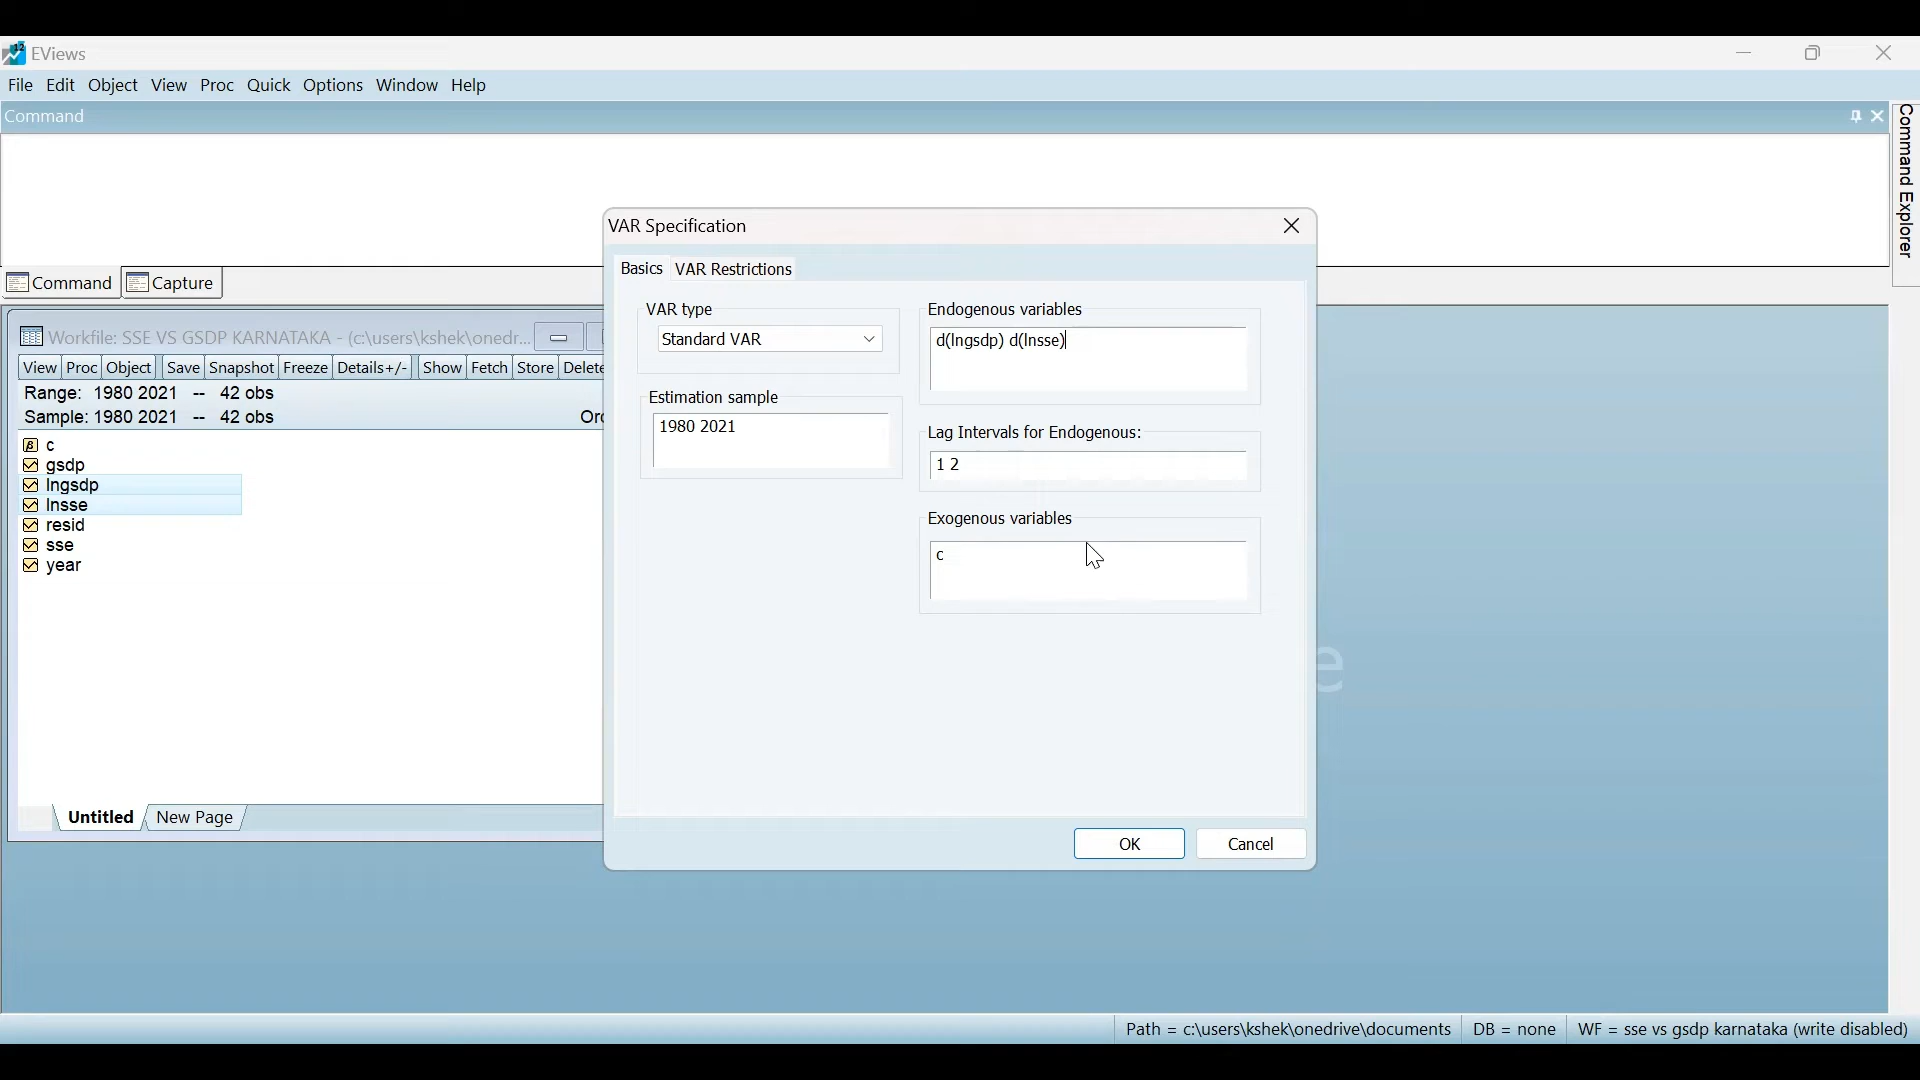 EViews
File Edit Object View Proc Quick Options Window Help
Command
Command Explorer
Command Capture
Workfile: SSE VS GSDP KARNATAKA - (c:\users\kshek\onedr...
View Proc Object Save Snapshot Freeze Details+/- Show Fetch Store Delete
Range: 1980 2021 -- 42 obs
Sample: 1980 2021 -- 42 obs
c
gsdp
lngsdp
lnsse
resid
sse
year
Untitled New Page
VAR Specification
Basics VAR Restrictions
VAR type
Standard VAR
Estimation sample
1980 2021
Endogenous variables
d(lngsdp) d(lnsse)
Lag Intervals for Endogenous:
1 2
Exogenous variables
c
OK Cancel
Path = c:\users\kshek\onedrive\documents DB = none WF = sse vs gsdp karnataka (write disabled)